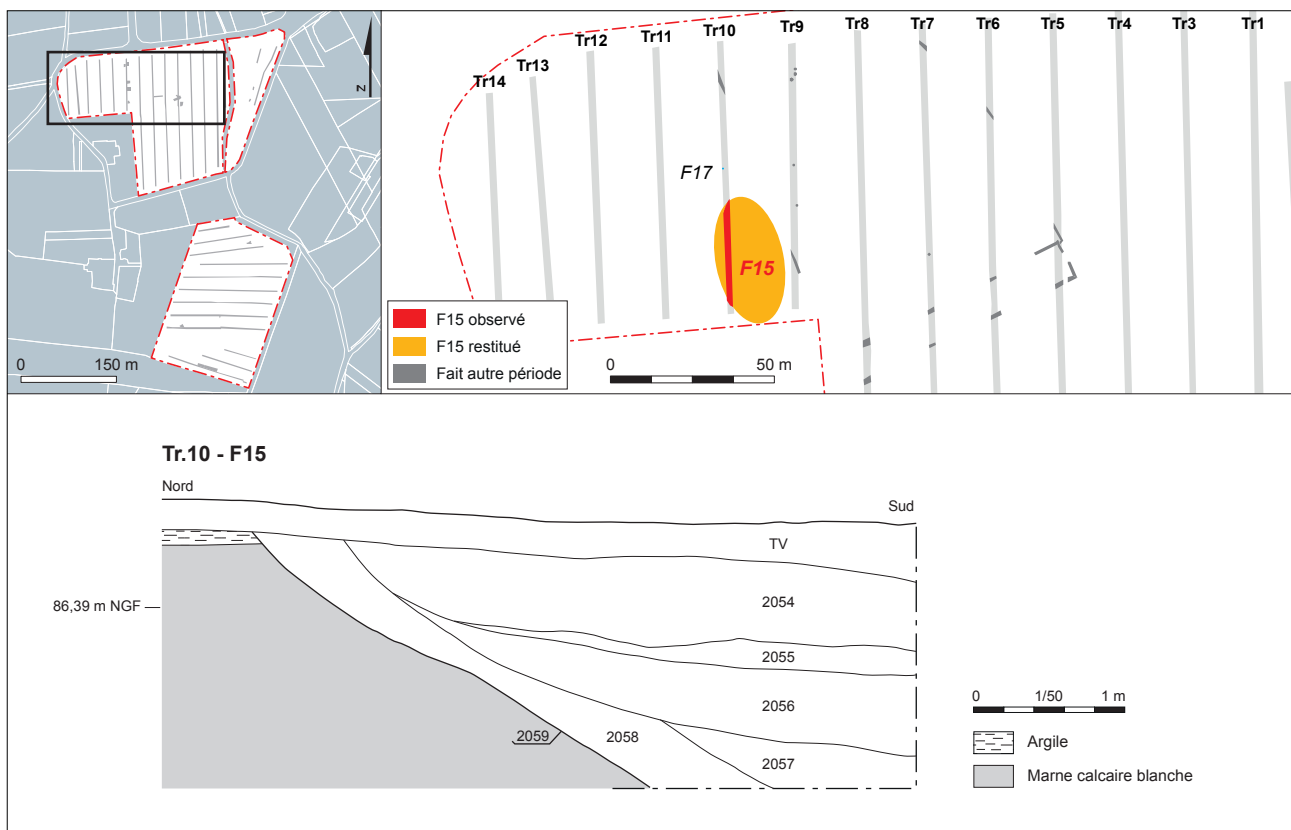 N
0 150 m
Tr14
Tr13
Tr12
Tr11
Tr10
Tr9
Tr8
Tr7
Tr6
Tr5
Tr4
Tr3
Tr1
F17
F15
F15 observé
F15 restitué
Fait autre période
0 50 m
Tr.10 - F15
Nord
Sud
TV
86,39 m NGF
2054
2055
2056
2059
2058
2057
0 1/50 1 m
Argile
Marne calcaire blanche